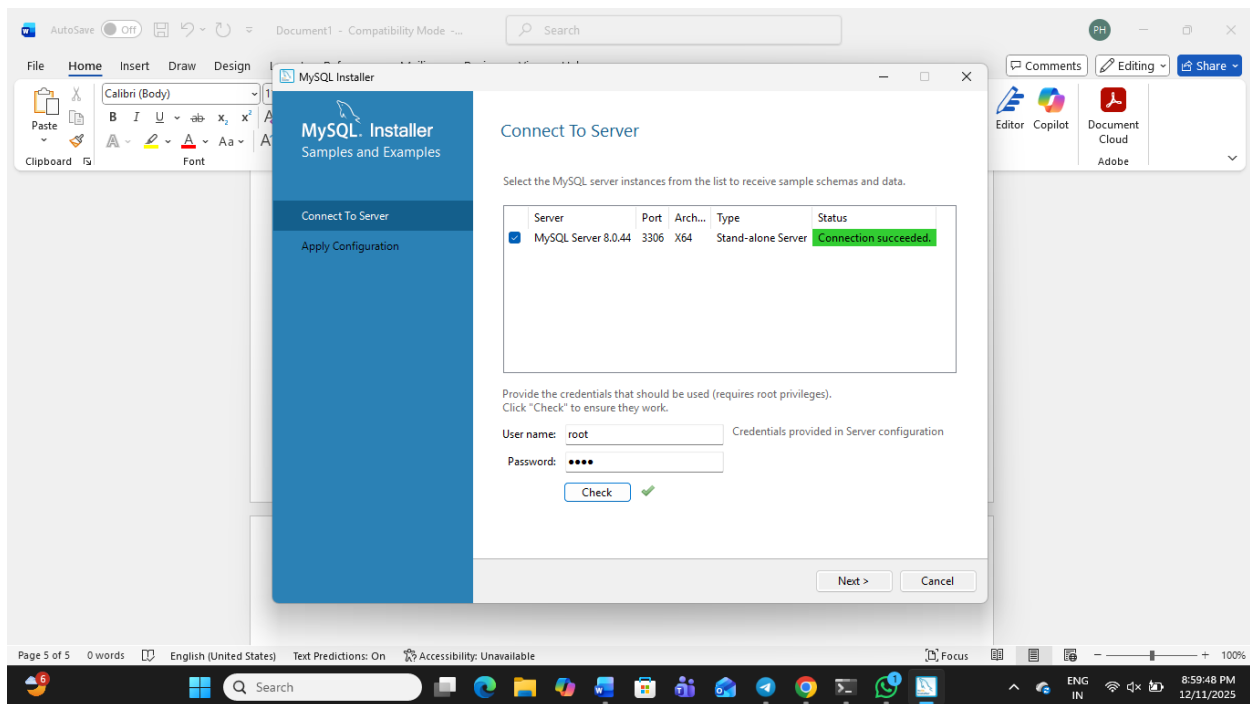 AutoSave Off Document1 - Compatibility Mode -... Search PH
File Home Insert Draw Design
Comments Editing Share
MySQL Installer
Calibri (Body)
Paste
B I U ab x₂ x² A
Aa A
Clipboard Font
Editor Copilot Document Cloud
Adobe
MySQL. Installer
Samples and Examples
Connect To Server
Apply Configuration
Connect To Server
Select the MySQL server instances from the list to receive sample schemas and data.
Server Port Arch... Type Status
MySQL Server 8.0.44 3306 X64 Stand-alone Server Connection succeeded.
Provide the credentials that should be used (requires root privileges).
Click "Check" to ensure they work.
User name: root Credentials provided in Server configuration
Password: ●●●●
Check
Next > Cancel
Page 5 of 5 0 words English (United States) Text Predictions: On Accessibility: Unavailable Focus 100%
6 Search 1 ENG 8:59:48 PM
IN 12/11/2025